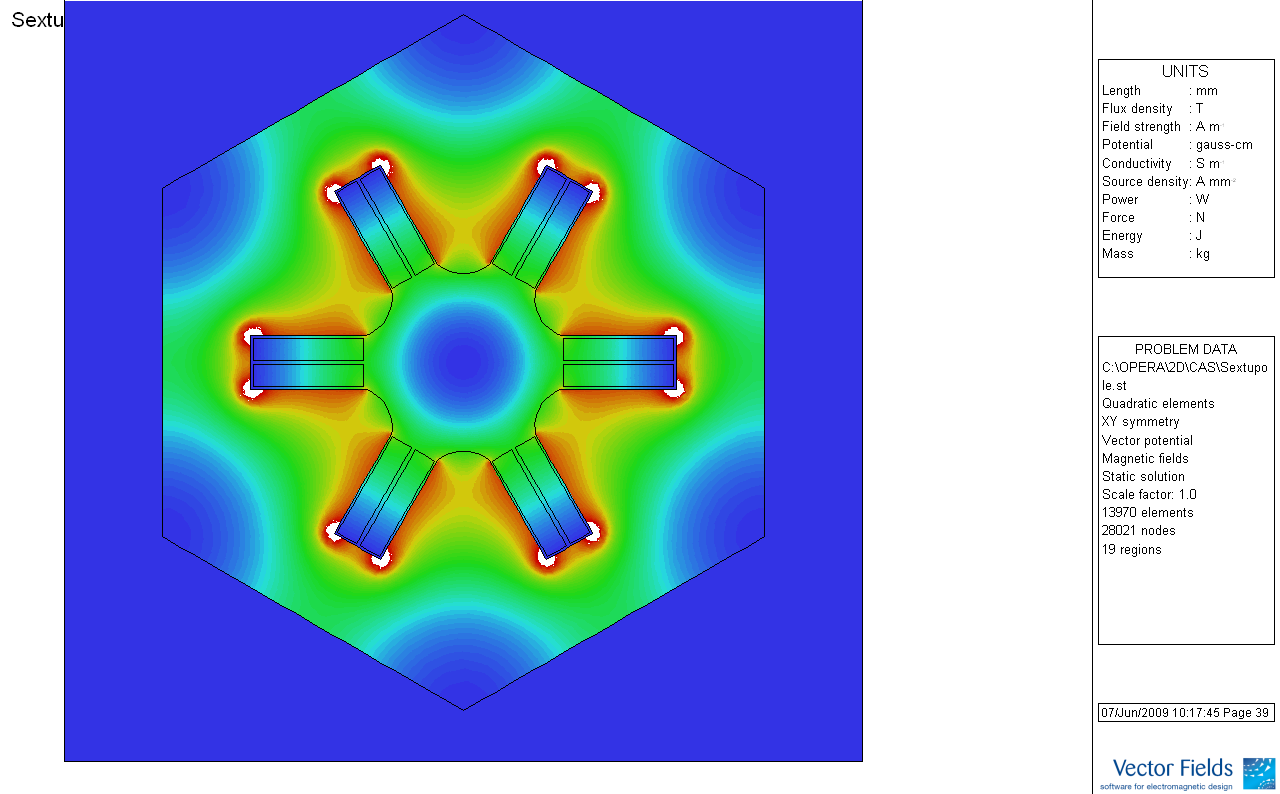 Sextu
UNITS
Length : mm
Flux density : T
Field strength : A m
Potential : gauss-cm
Conductivity : S m
Source density: A mm
Power : W
Force : N
Energy : J
Mass : kg
PROBLEM DATA
C:\OPERA\2D\CAS\Sextupo
le.st
Quadratic elements
XY symmetry
Vector potential
Magnetic fields
Static solution
Scale factor: 1.0
13970 elements
28021 nodes
19 regions
07/Jun/2009 10:17:45 Page 39
Vector Fields
software for electromagnetic design